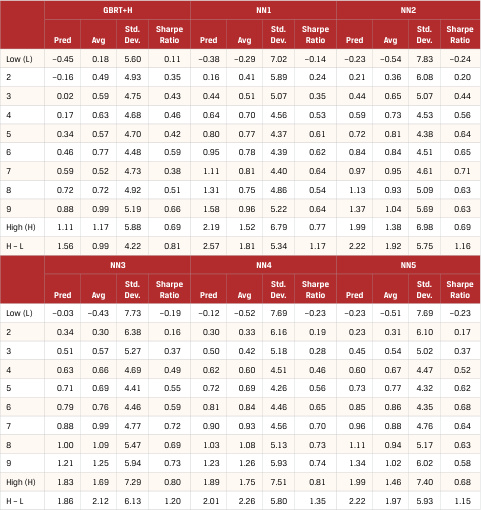 GBRT+H NN1 NN2
Pred Avg Std. Dev. Sharpe Ratio Pred Avg Std. Dev. Sharpe Ratio Pred Avg Std. Dev. Sharpe Ratio
Low (L) −0.45 0.18 5.60 0.11 −0.38 −0.29 7.02 −0.14 −0.23 −0.54 7.83 −0.24
2 −0.16 0.49 4.93 0.35 0.16 0.41 5.89 0.24 0.21 0.36 6.08 0.20
3 0.02 0.59 4.75 0.43 0.44 0.51 5.07 0.35 0.44 0.65 5.07 0.44
4 0.17 0.63 4.68 0.46 0.64 0.70 4.56 0.53 0.59 0.73 4.53 0.56
5 0.34 0.57 4.70 0.42 0.80 0.77 4.37 0.61 0.72 0.81 4.38 0.64
6 0.46 0.77 4.48 0.59 0.95 0.78 4.39 0.62 0.84 0.84 4.51 0.65
7 0.59 0.52 4.73 0.38 1.11 0.81 4.40 0.64 0.97 0.95 4.61 0.71
8 0.72 0.72 4.92 0.51 1.31 0.75 4.86 0.54 1.13 0.93 5.09 0.63
9 0.88 0.99 5.19 0.66 1.58 0.96 5.22 0.64 1.37 1.04 5.69 0.63
High (H) 1.11 1.17 5.88 0.69 2.19 1.52 6.79 0.77 1.99 1.38 6.98 0.69
H – L 1.56 0.99 4.22 0.81 2.57 1.81 5.34 1.17 2.22 1.92 5.75 1.16
NN3 NN4 NN5
Pred Avg Std. Dev. Sharpe Ratio Pred Avg Std. Dev. Sharpe Ratio Pred Avg Std. Dev. Sharpe Ratio
Low (L) −0.03 −0.43 7.73 −0.19 −0.12 −0.52 7.69 −0.23 −0.23 −0.51 7.69 −0.23
2 0.34 0.30 6.38 0.16 0.30 0.33 6.16 0.19 0.23 0.31 6.10 0.17
3 0.51 0.57 5.27 0.37 0.50 0.42 5.18 0.28 0.45 0.54 5.02 0.37
4 0.63 0.66 4.69 0.49 0.62 0.60 4.51 0.46 0.60 0.67 4.47 0.52
5 0.71 0.69 4.41 0.55 0.72 0.69 4.26 0.56 0.73 0.77 4.32 0.62
6 0.79 0.76 4.46 0.59 0.81 0.84 4.46 0.65 0.85 0.86 4.35 0.68
7 0.88 0.99 4.77 0.72 0.90 0.93 4.56 0.70 0.96 0.88 4.76 0.64
8 1.00 1.09 5.47 0.69 1.03 1.08 5.13 0.73 1.11 0.94 5.17 0.63
9 1.21 1.25 5.94 0.73 1.23 1.26 5.93 0.74 1.34 1.02 6.02 0.58
High (H) 1.83 1.69 7.29 0.80 1.89 1.75 7.51 0.81 1.99 1.46 7.40 0.68
H – L 1.86 2.12 6.13 1.20 2.01 2.26 5.80 1.35 2.22 1.97 5.93 1.15